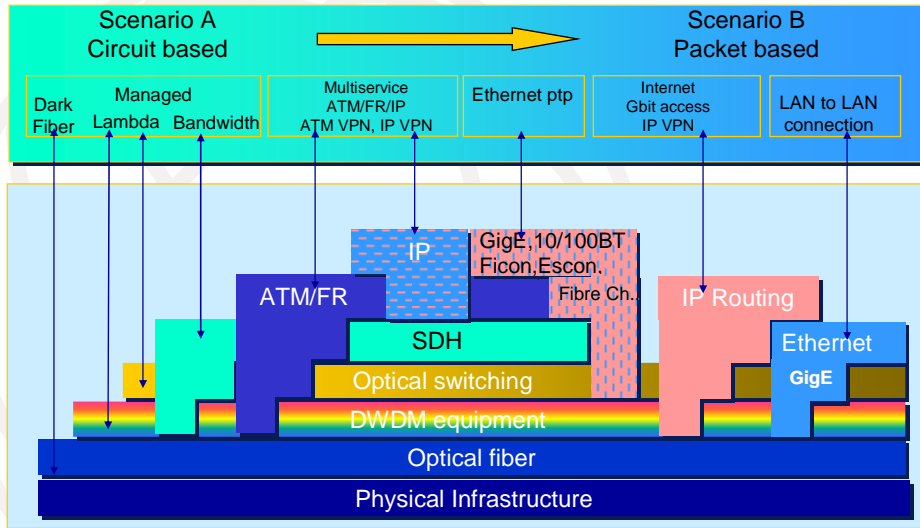 Scenario A
Circuit based
Scenario B
Packet based
Dark
Fiber
Managed
Lambda
Bandwidth
Multiservice
ATM/FR/IP
ATM VPN, IP VPN
Ethernet ptp
Internet
Gbit access
IP VPN
LAN to LAN
connection
IP
GigE,10/100BT
Ficon,Escon.
Fibre Ch..
ATM/FR
IP Routing
SDH
Ethernet
GigE
Optical switching
DWDM equipment
Optical fiber
Physical Infrastructure